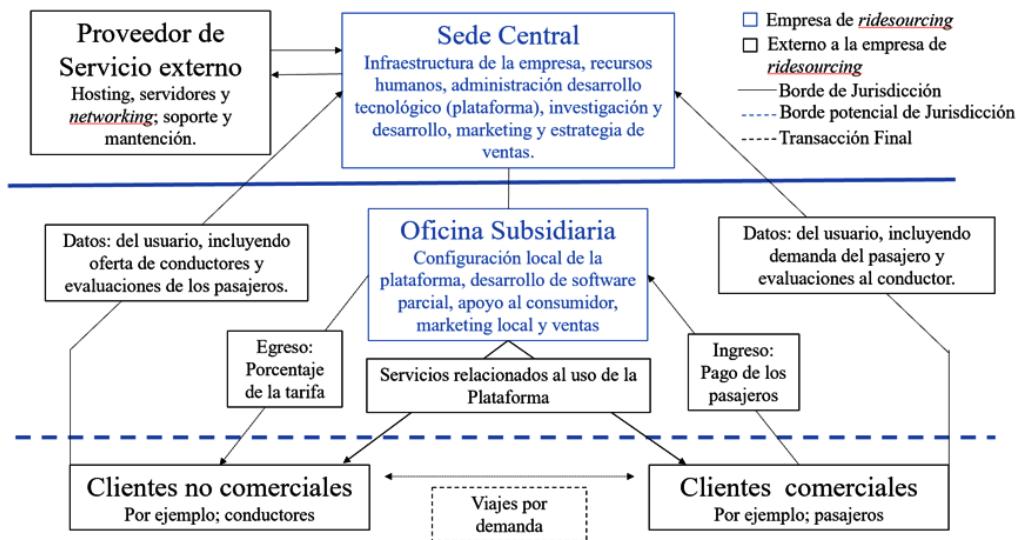 Proveedor de
Servicio externo
Hosting, servidores y
networking; soporte y
mantención.
Sede Central
Infraestructura de la empresa, recursos
humanos, administración desarrollo
tecnológico (plataforma), investigación y
desarrollo, marketing y estrategia de
ventas.
Empresa de ridesourcing
Externo a la empresa de
ridesourcing
Borde de Jurisdicción
Borde potencial de Jurisdicción
Transacción Final
Datos: del usuario, incluyendo
oferta de conductores y
evaluaciones de los pasajeros.
Oficina Subsidiaria
Configuración local de la
plataforma, desarrollo de software
parcial, apoyo al consumidor,
marketing local y ventas
Datos: del usuario, incluyendo
demanda del pasajero y
evaluaciones al conductor.
Egreso:
Porcentaje
de la tarifa
Servicios relacionados al uso de la
Plataforma
Ingreso:
Pago de los
pasajeros
Clientes no comerciales
Por ejemplo; conductores
Viajes por
demanda
Clientes comerciales
Por ejemplo; pasajeros